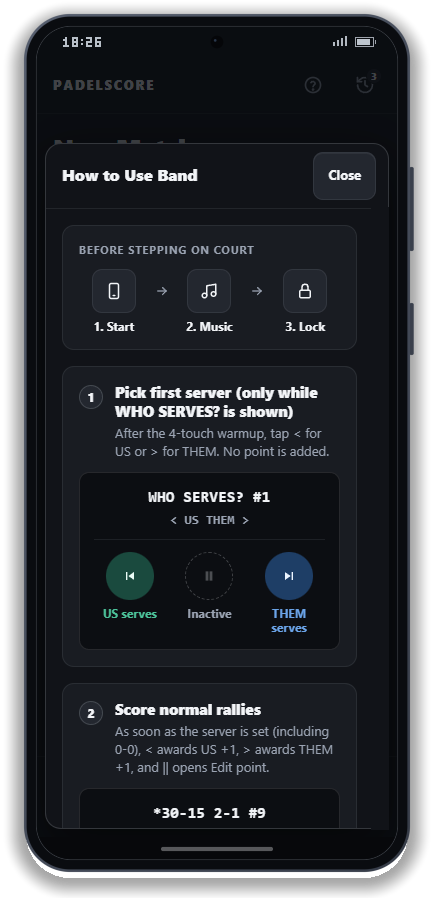 18:26
PADELSCORE
3
How to Use Band
Close
BEFORE STEPPING ON COURT
1. Start
2. Music
3. Lock
1
Pick first server (only while
WHO SERVES? is shown)
After the 4-touch warmup, tap < for
US or > for THEM. No point is added.
WHO SERVES? #1
< US THEM >
US serves
Inactive
THEM
serves
2
Score normal rallies
As soon as the server is set (including
0-0), < awards US +1, > awards THEM
+1, and || opens Edit point.
*30-15 2-1 #9